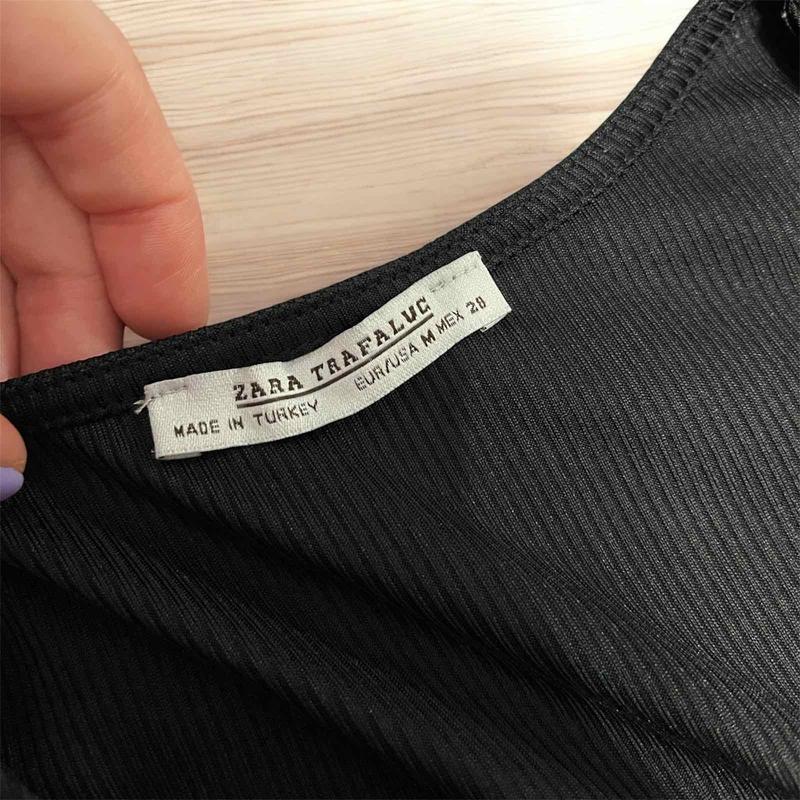 ZARA TRAFALUC
MADE IN TURKEY EUR/USA M MEX 28